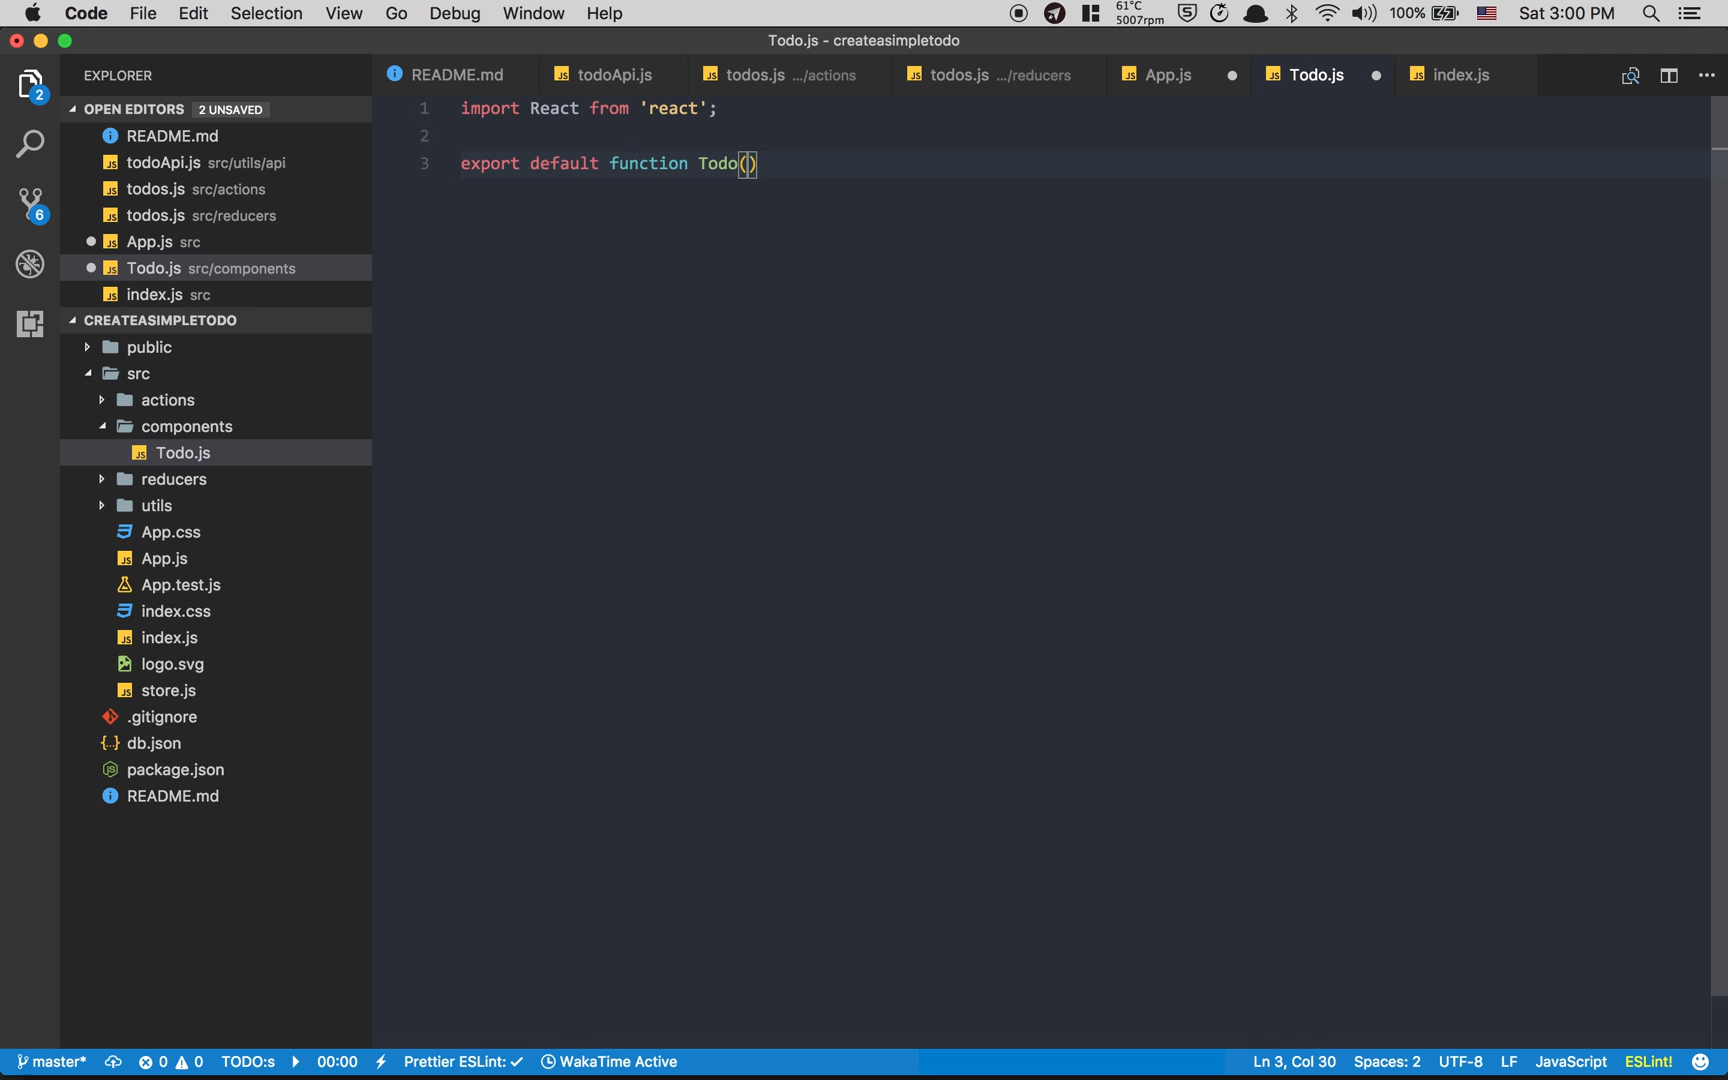 Code File Edit Selection View Go Debug Window Help 61°C 5007rpm 100% Sat 3:00 PM
Todo.js - createasimpletodo
EXPLORER
README.md todoApi.js todos.js .../actions todos.js .../reducers App.js Todo.js index.js
OPEN EDITORS 2 UNSAVED
README.md
todoApi.js src/utils/api
todos.js src/actions
todos.js src/reducers
App.js src
Todo.js src/components
index.js src
CREATEASIMPLETODO
public
src
actions
components
Todo.js
reducers
utils
App.css
App.js
App.test.js
index.css
index.js
logo.svg
store.js
.gitignore
db.json
package.json
README.md
2
6
1 import React from 'react';
2
3 export default function Todo()
master* 0 0 TODO:s 00:00 Prettier ESLint: ✓ WakaTime Active Ln 3, Col 30 Spaces: 2 UTF-8 LF JavaScript ESLint!